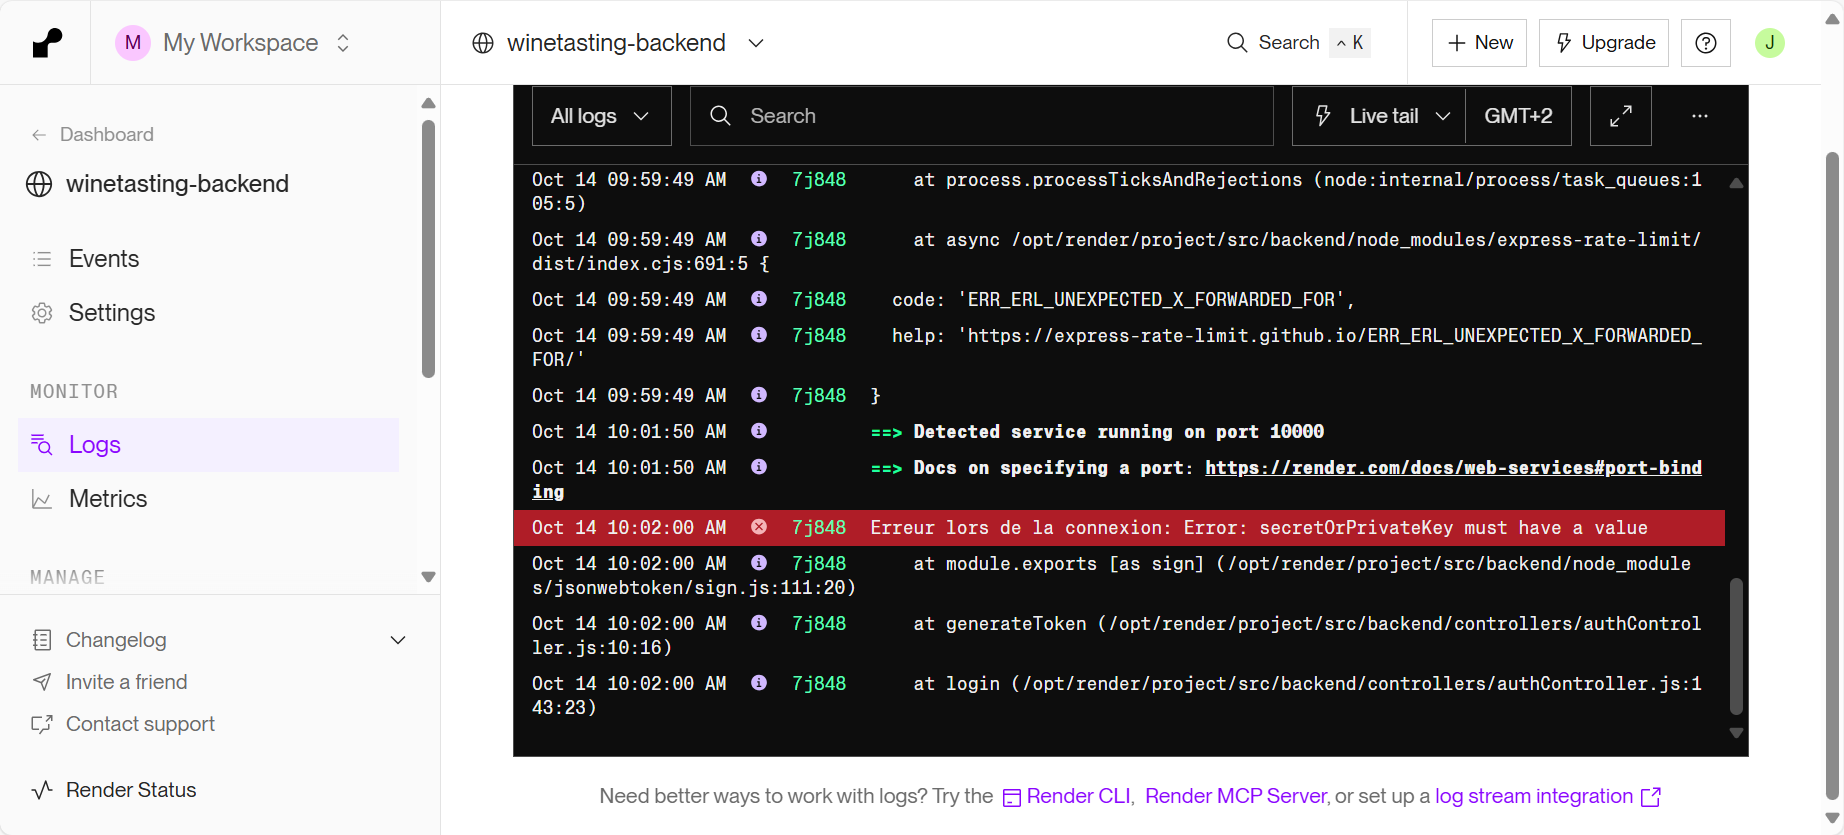 M My Workspace
winetasting-backend
Search ^ K
+ New
Upgrade
J
Dashboard
winetasting-backend
Events
Settings
MONITOR
Logs
Metrics
MANAGE
Changelog
Invite a friend
Contact support
Render Status
All logs
Search
Live tail
GMT+2
...
Oct 14 09:59:49 AM 7j848 at process.processTicksAndRejections (node:internal/process/task_queues:1
05:5)
Oct 14 09:59:49 AM 7j848 at async /opt/render/project/src/backend/node_modules/express-rate-limit/
dist/index.cjs:691:5 {
Oct 14 09:59:49 AM 7j848 code: 'ERR_ERL_UNEXPECTED_X_FORWARDED_FOR',
Oct 14 09:59:49 AM 7j848 help: 'https://express-rate-limit.github.io/ERR_ERL_UNEXPECTED_X_FORWARDED_
FOR/'
Oct 14 09:59:49 AM 7j848 }
Oct 14 10:01:50 AM ==> Detected service running on port 10000
Oct 14 10:01:50 AM ==> Docs on specifying a port: https://render.com/docs/web-services#port-bind
ing
Oct 14 10:02:00 AM 7j848 Erreur lors de la connexion: Error: secretOrPrivateKey must have a value
Oct 14 10:02:00 AM 7j848 at module.exports [as sign] (/opt/render/project/src/backend/node_module
s/jsonwebtoken/sign.js:111:20)
Oct 14 10:02:00 AM 7j848 at generateToken (/opt/render/project/src/backend/controllers/authControl
ler.js:10:16)
Oct 14 10:02:00 AM 7j848 at login (/opt/render/project/src/backend/controllers/authController.js:1
43:23)
Need better ways to work with logs? Try the Render CLI, Render MCP Server, or set up a log stream integration